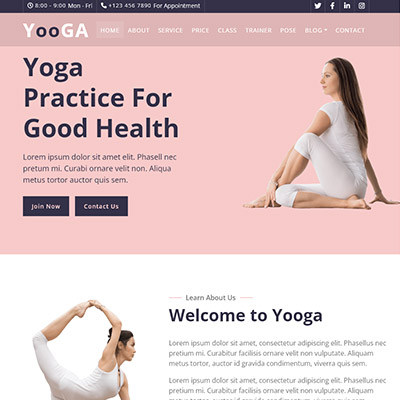 8:00 - 9:00 Mon - Fri +123 456 7890 For Appointment
YooGA HOME ABOUT SERVICE PRICE CLASS TRAINER POSE BLOG CONTACT
Yoga
Practice For
Good Health
Lorem ipsum dolor sit amet elit. Phasell nec
pretium mi. Curabi ornare velit non. Aliqua
metus tortor auctor quis sem.
Join Now Contact Us
Learn About Us
Welcome to Yooga
Lorem ipsum dolor sit amet, consectetur adipiscing elit. Phasellus nec
pretium mi. Curabitur facilisis ornare velit non vulputate. Aliquam
metus tortor, auctor id gravida condimentum, viverra quis sem.
Lorem ipsum dolor sit amet, consectetur adipiscing elit. Phasellus nec
pretium mi. Curabitur facilisis ornare velit non vulputate. Aliquam